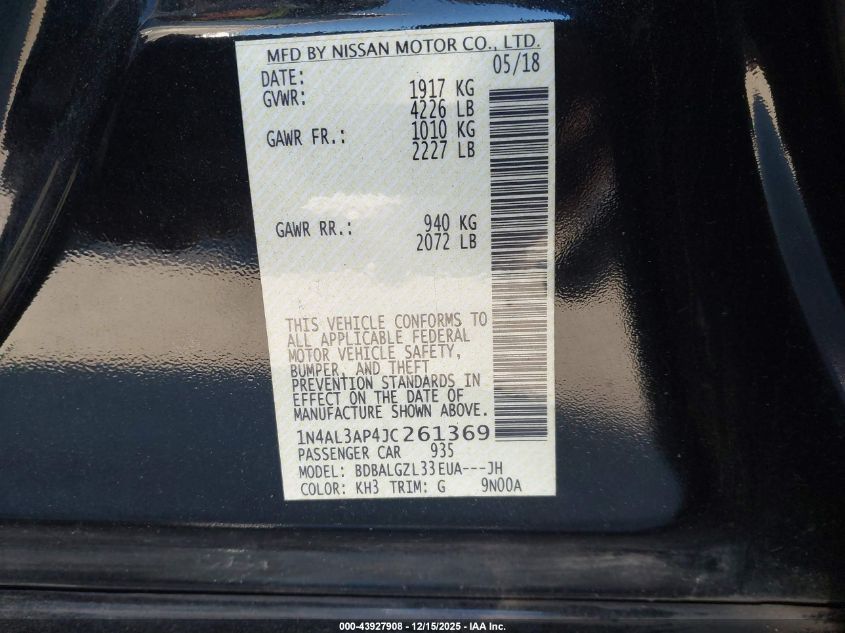 MFD BY NISSAN MOTOR CO., LTD.
DATE: 05/18
GVWR: 1917 KG
4226 LB
GAWR FR.: 1010 KG
2227 LB
GAWR RR.: 940 KG
2072 LB
THIS VEHICLE CONFORMS TO
ALL APPLICABLE FEDERAL
MOTOR VEHICLE SAFETY,
BUMPER, AND THEFT
PREVENTION STANDARDS IN
EFFECT ON THE DATE OF
MANUFACTURE SHOWN ABOVE.
1N4AL3AP4JC261369
PASSENGER CAR 935
MODEL: BDBALGZL33EUA---JH
COLOR: KH3 TRIM: G 9N00A
000-43927908 - 12/15/2025 - IAA Inc.